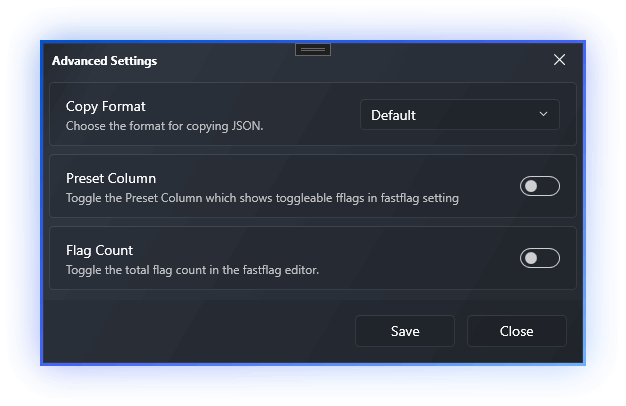 Advanced Settings
Copy Format
Choose the format for copying JSON.
Default
Preset Column
Toggle the Preset Column which shows toggleable fflags in fastflag setting
Flag Count
Toggle the total flag count in the fastflag editor.
Save
Close